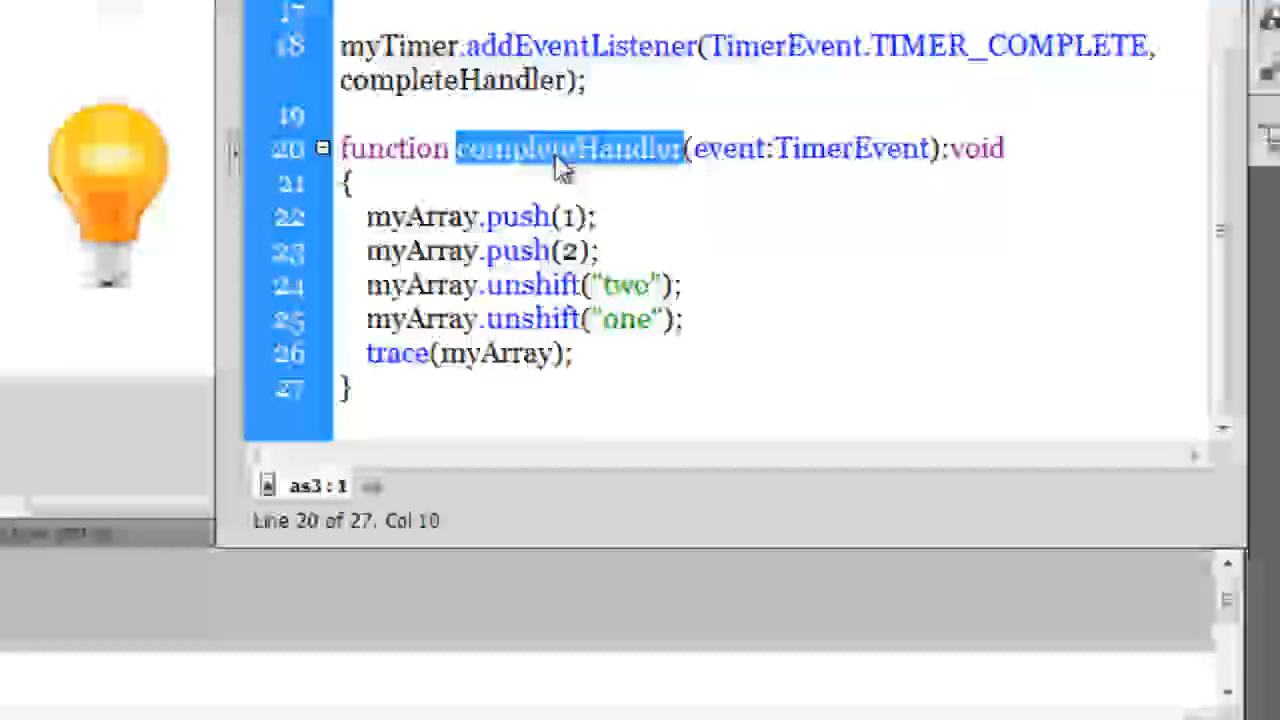 17
18 myTimer.addEventListener(TimerEvent.TIMER_COMPLETE,
completeHandler);
19
20 function completeHandler(event:TimerEvent):void
21 {
22 myArray.push(1);
23 myArray.push(2);
24 myArray.unshift("two");
25 myArray.unshift("one");
26 trace(myArray);
27 }
as3:1
Line 20 of 27, Col 10